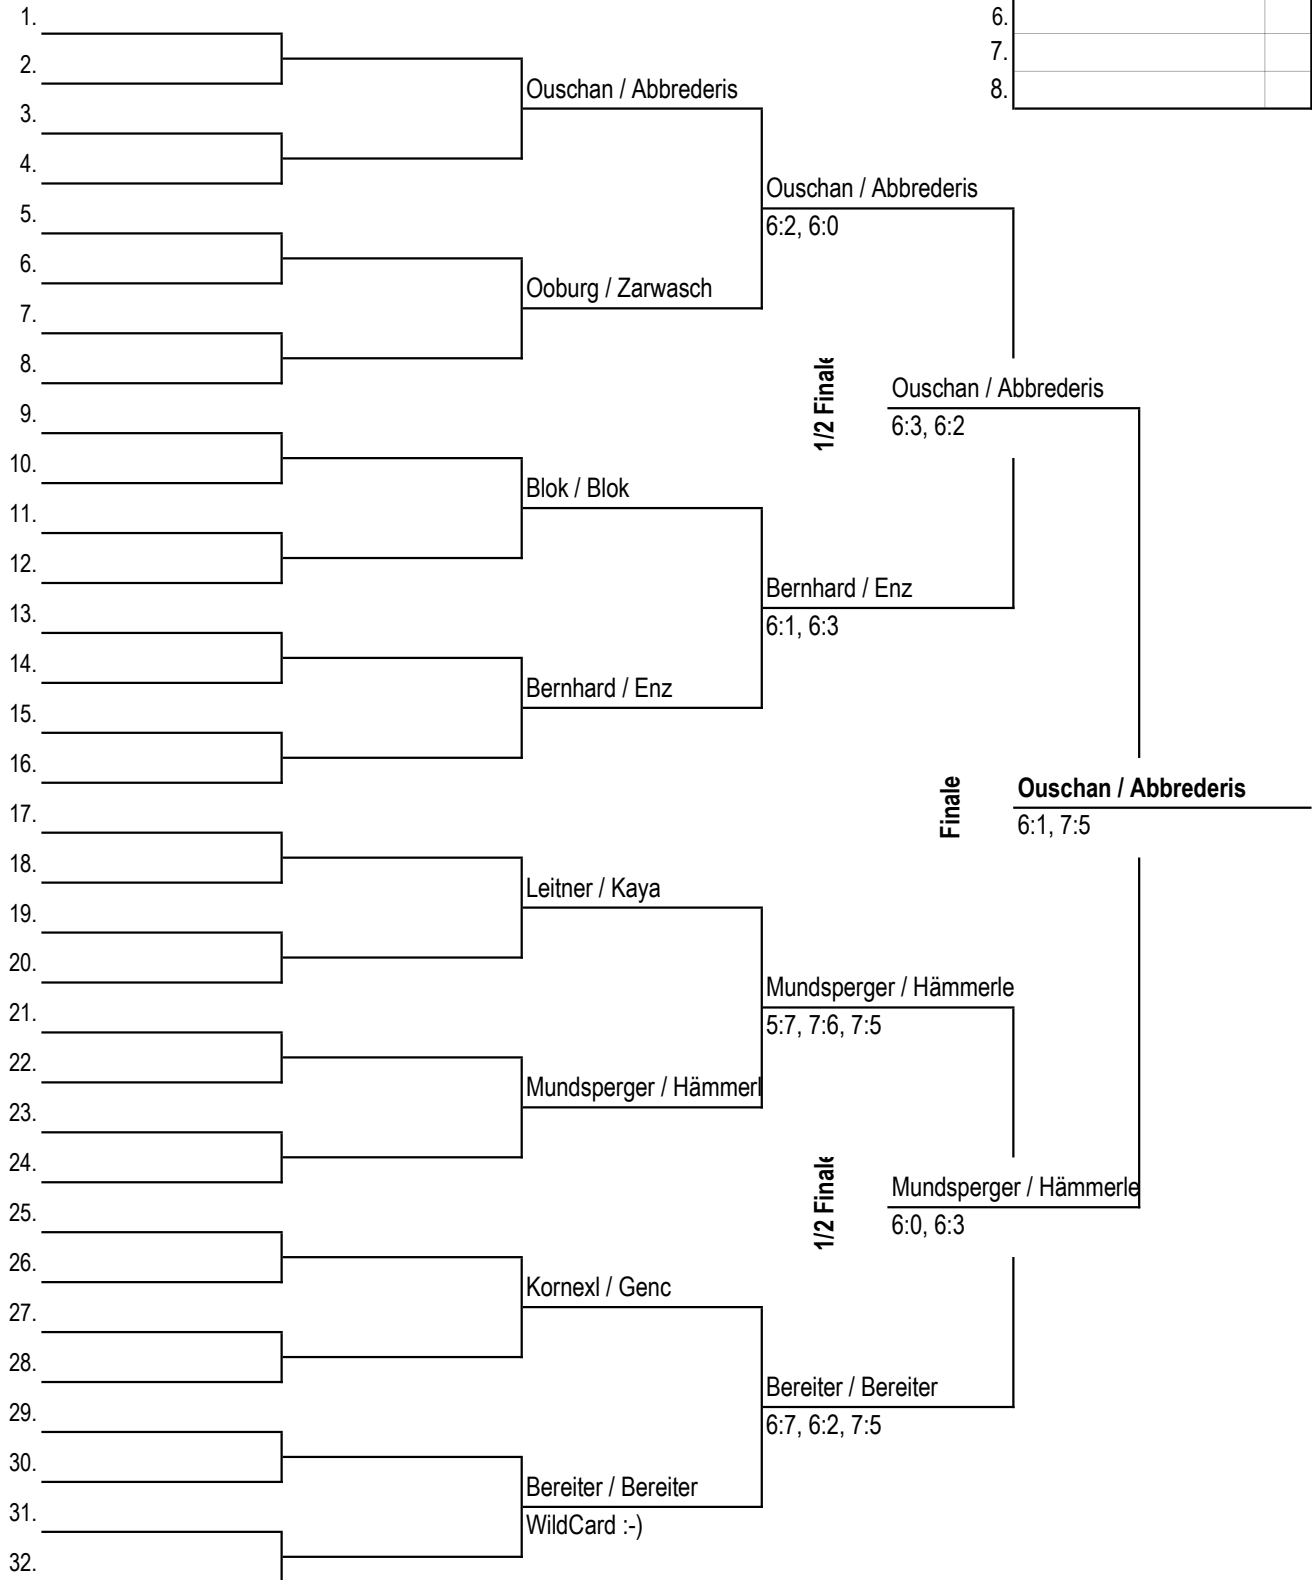 1.
6.
2.
7.
Ouschan / Abbrederis
8.
3.
4.
Ouschan / Abbrederis
5.
6:2, 6:0
6.
Ooburg / Zarwasch
7.
8.
1/2 Finale
Ouschan / Abbrederis
9.
6:3, 6:2
10.
Blok / Blok
11.
12.
Bernhard / Enz
13.
6:1, 6:3
14.
Bernhard / Enz
15.
16.
Finale
Ouschan / Abbrederis
17.
6:1, 7:5
18.
Leitner / Kaya
19.
20.
Mundsperger / Hämmerle
21.
5:7, 7:6, 7:5
22.
Mundsperger / Hämmerl
23.
24.
1/2 Finale
Mundsperger / Hämmerle
25.
6:0, 6:3
26.
Kornexl / Genc
27.
28.
Bereiter / Bereiter
29.
6:7, 6:2, 7:5
30.
Bereiter / Bereiter
31.
WildCard :-)
32.